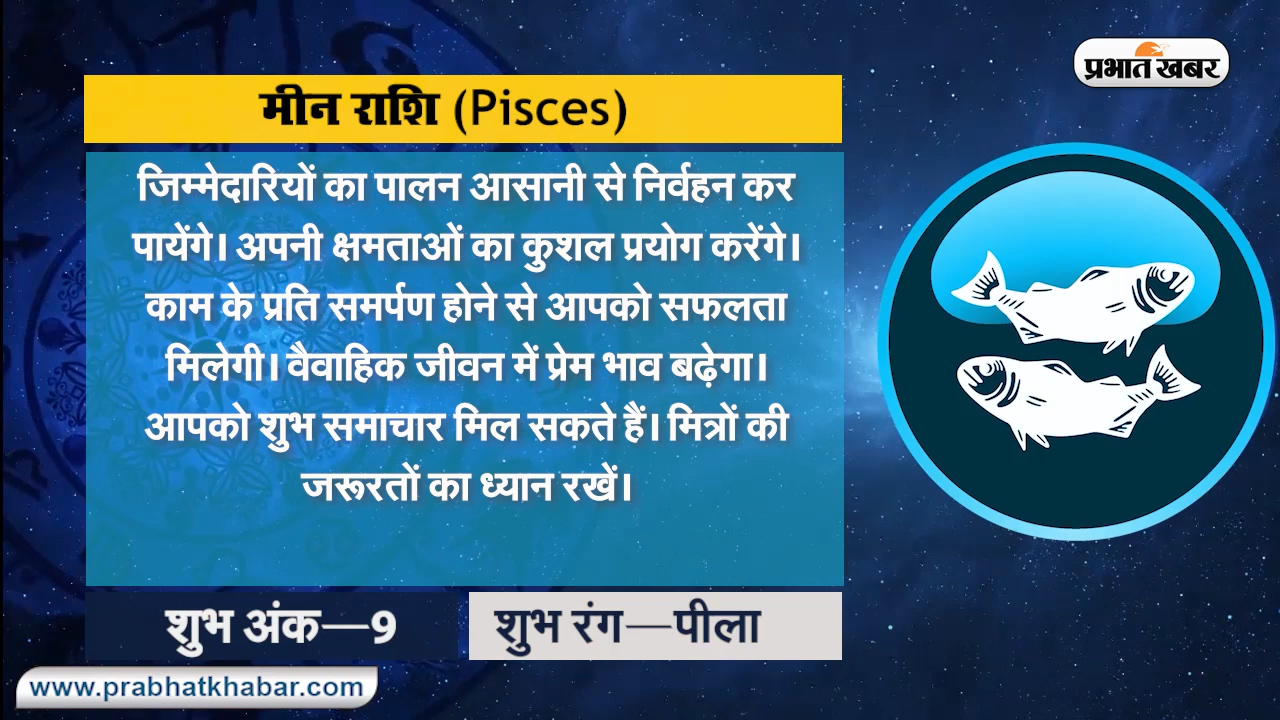 प्रभात खबर
मीन राशि (Pisces)
जिम्मेदारियों का पालन आसानी से निर्वहन कर
पायेंगे। अपनी क्षमताओं का कुशल प्रयोग करेंगे।
काम के प्रति समर्पण होने से आपको सफलता
मिलेगी। वैवाहिक जीवन में प्रेम भाव बढ़ेगा।
आपको शुभ समाचार मिल सकते हैं। मित्रों की
जरूरतों का ध्यान रखें।
शुभ अंक—9
शुभ रंग—पीला
www.prabhatkhabar.com